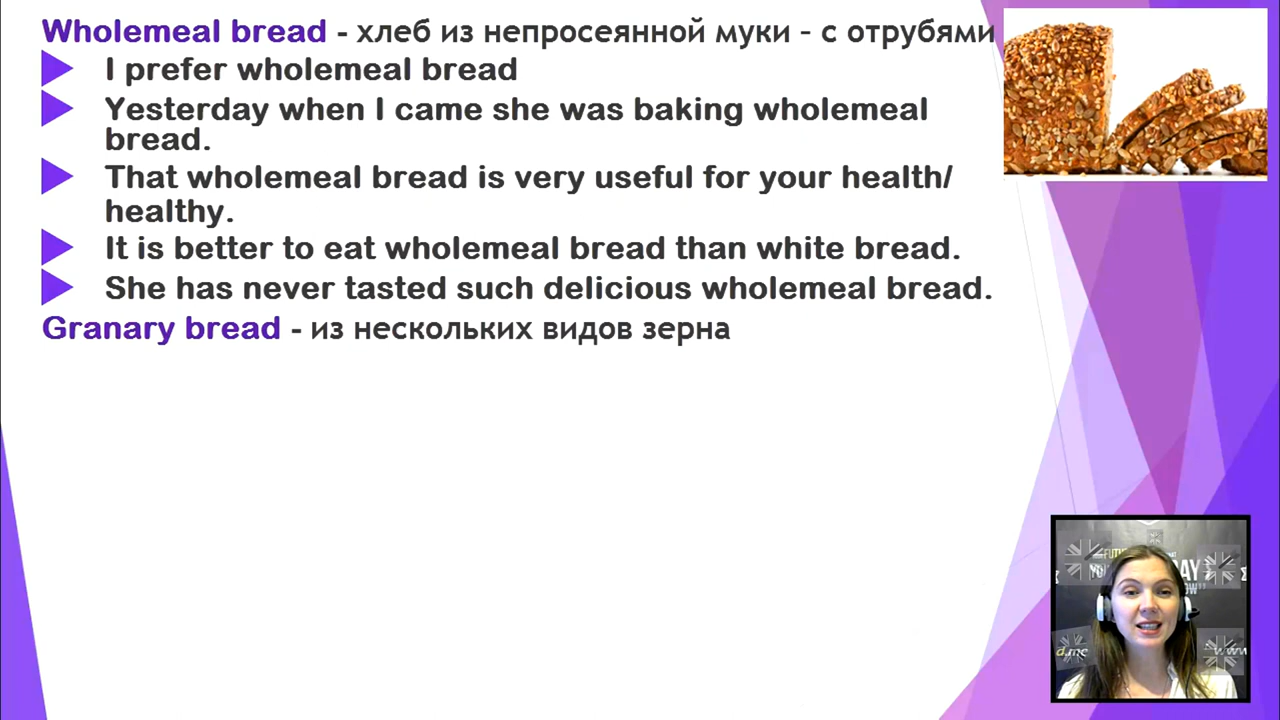 Wholemeal bread - хлеб из непросеянной муки – с отрубями
I prefer wholemeal bread
Yesterday when I came she was baking wholemeal
bread.
That wholemeal bread is very useful for your health/
healthy.
It is better to eat wholemeal bread than white bread.
She has never tasted such delicious wholemeal bread.
Granary bread - из нескольких видов зерна